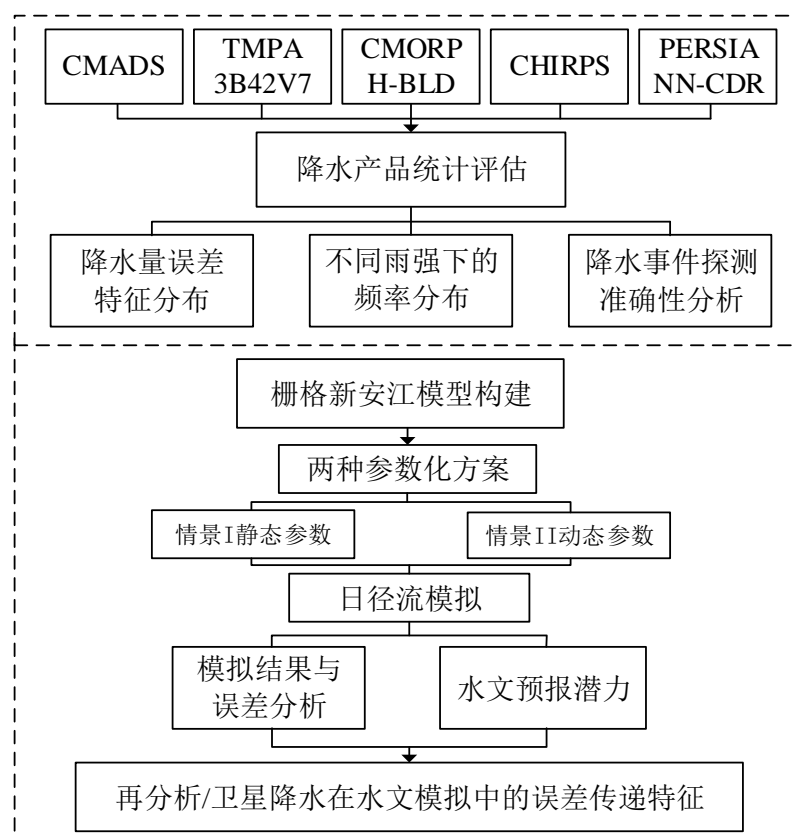 CMADS
TMPA
3B42V7
CMORP
H-BLD
CHIRPS
PERSIA
NN-CDR
降水产品统计评估
降水量误差
特征分布
不同雨强下的
频率分布
降水事件探测
准确性分析
栅格新安江模型构建
两种参数化方案
情景I静态参数
情景II动态参数
日径流模拟
模拟结果与
误差分析
水文预报潜力
再分析/卫星降水在水文模拟中的误差传递特征